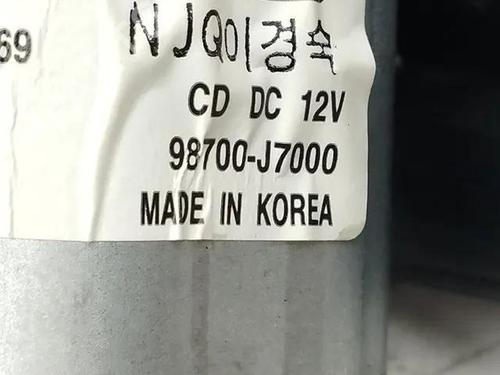 NJQ이경숙
69
CD DC 12V
98700-J7000
MADE IN KOREA